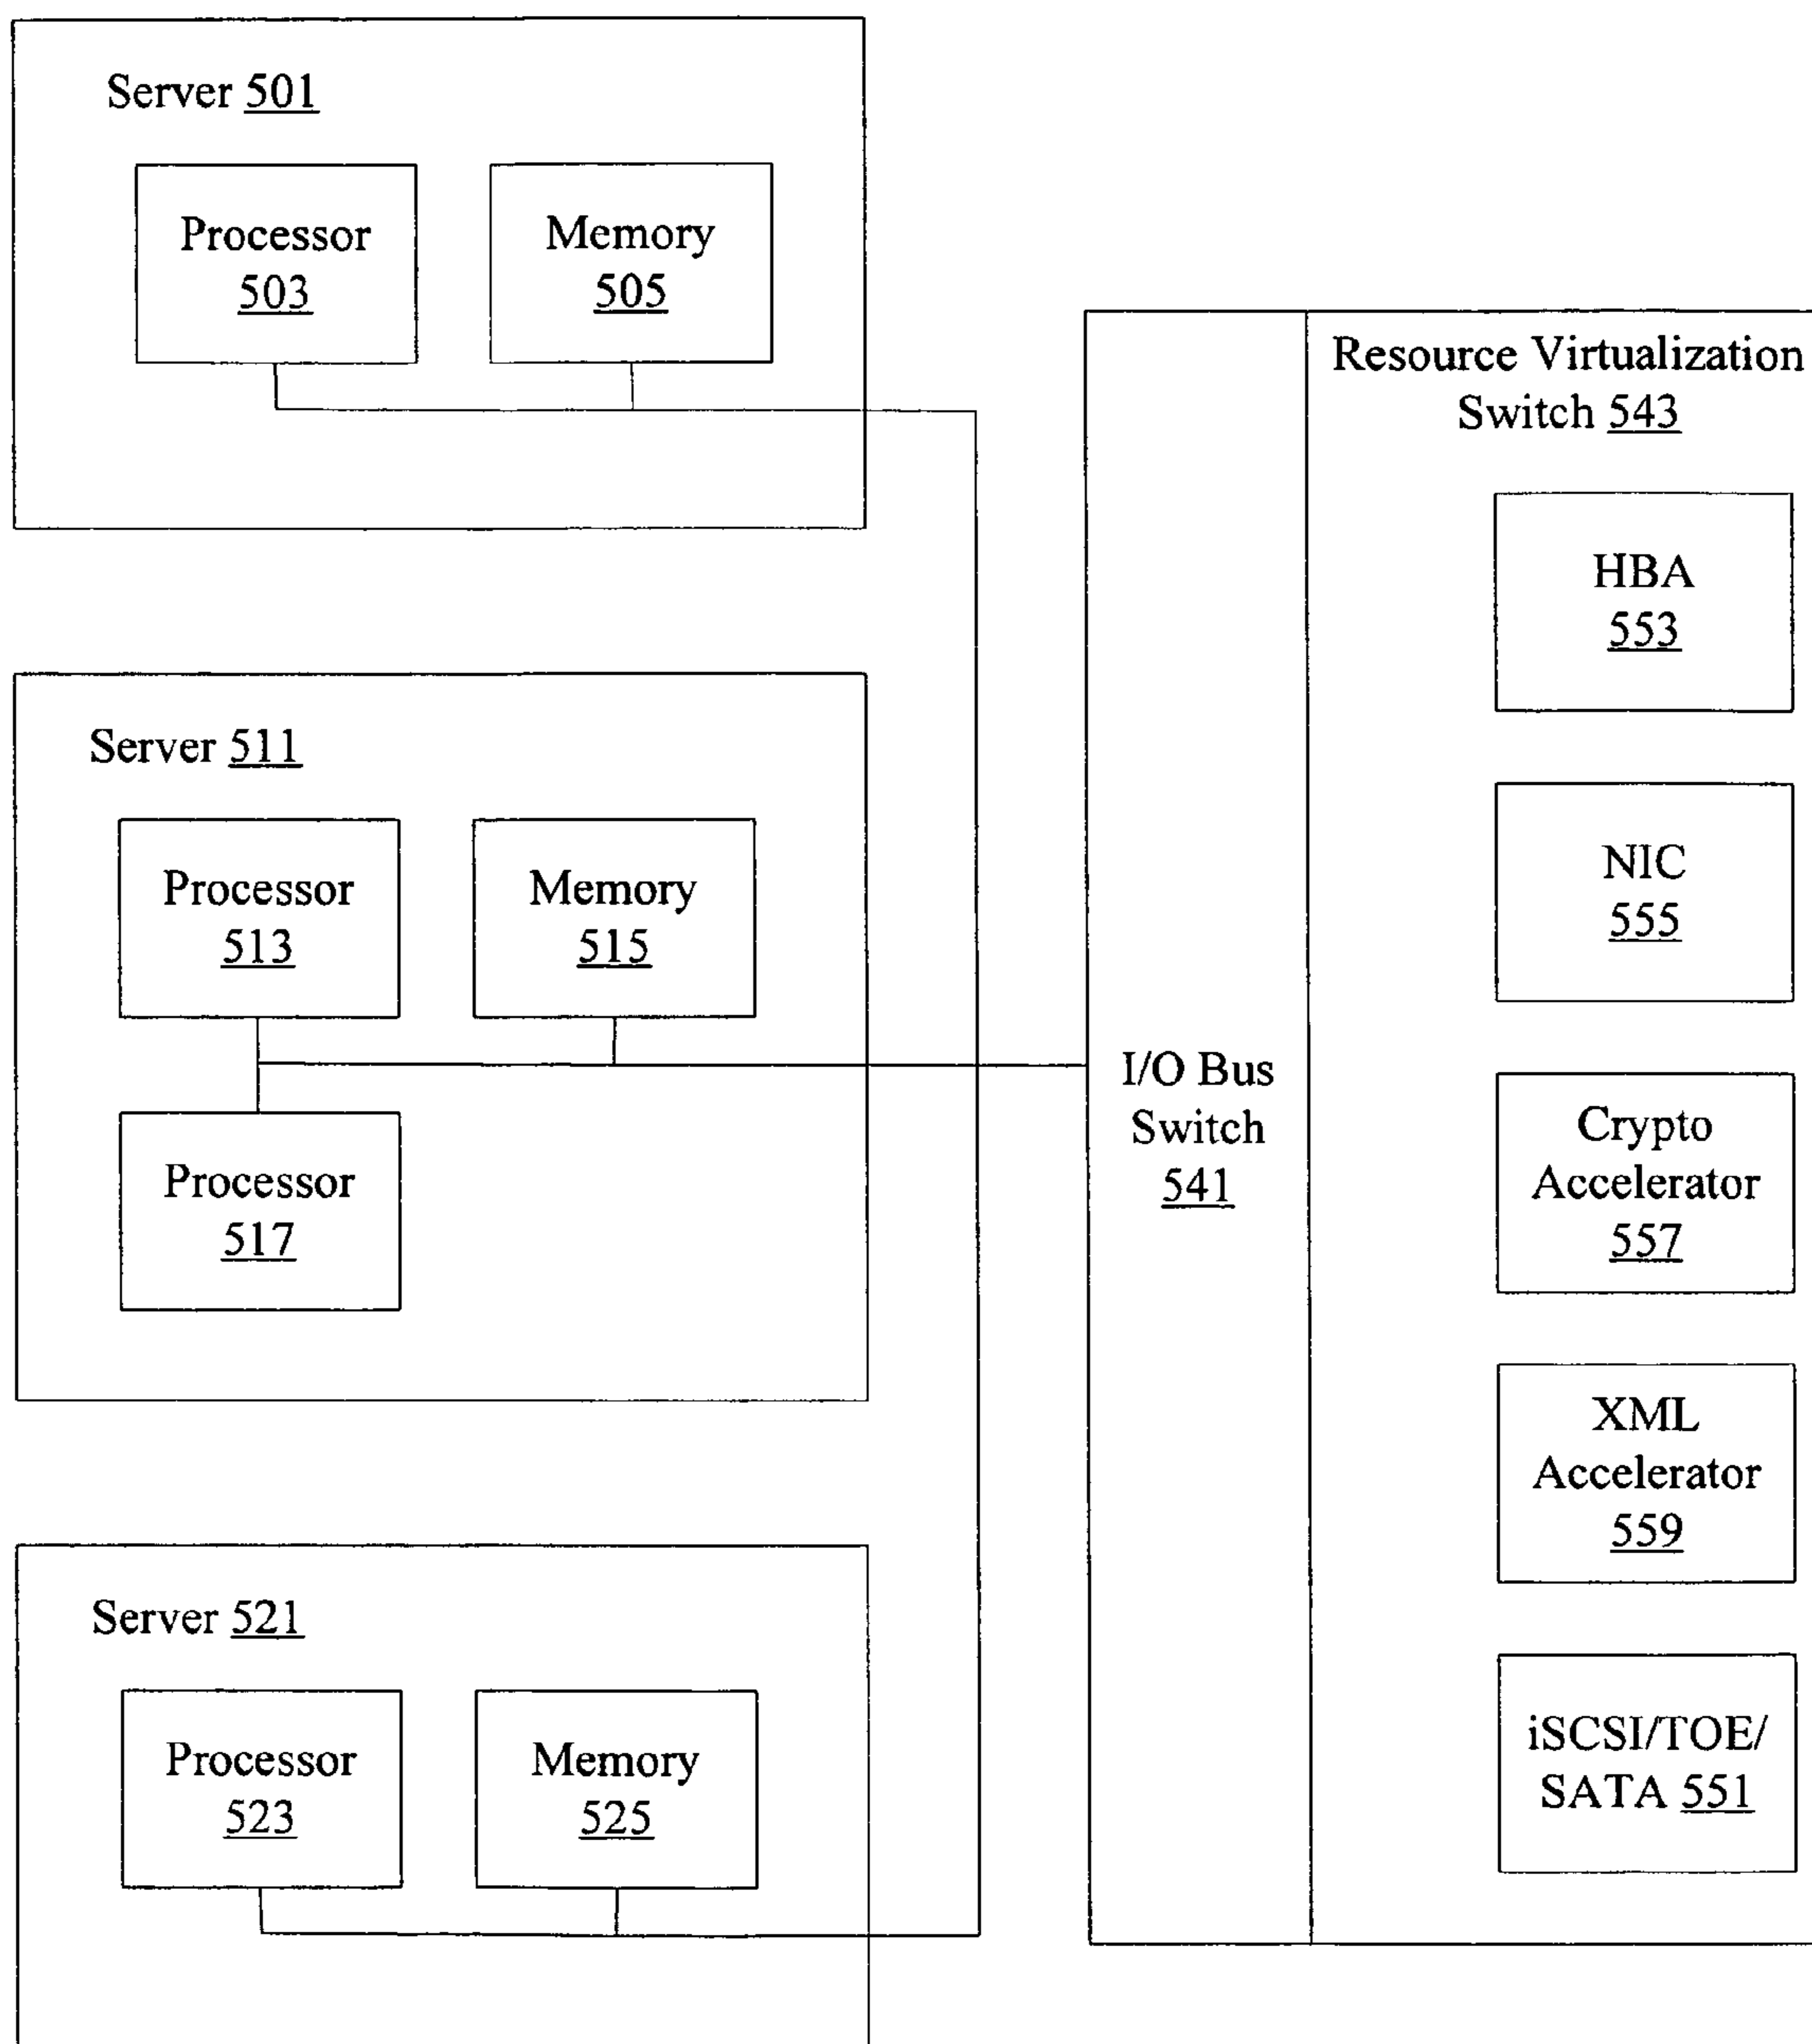 Server 501
Processor
503
Memory
505
Server 511
Processor
513
Memory
515
Processor
517
Server 521
Processor
523
Memory
525
I/O Bus
Switch
541
Resource Virtualization
Switch 543
HBA
553
NIC
555
Crypto
Accelerator
557
XML
Accelerator
559
iSCSI/TOE/
SATA 551